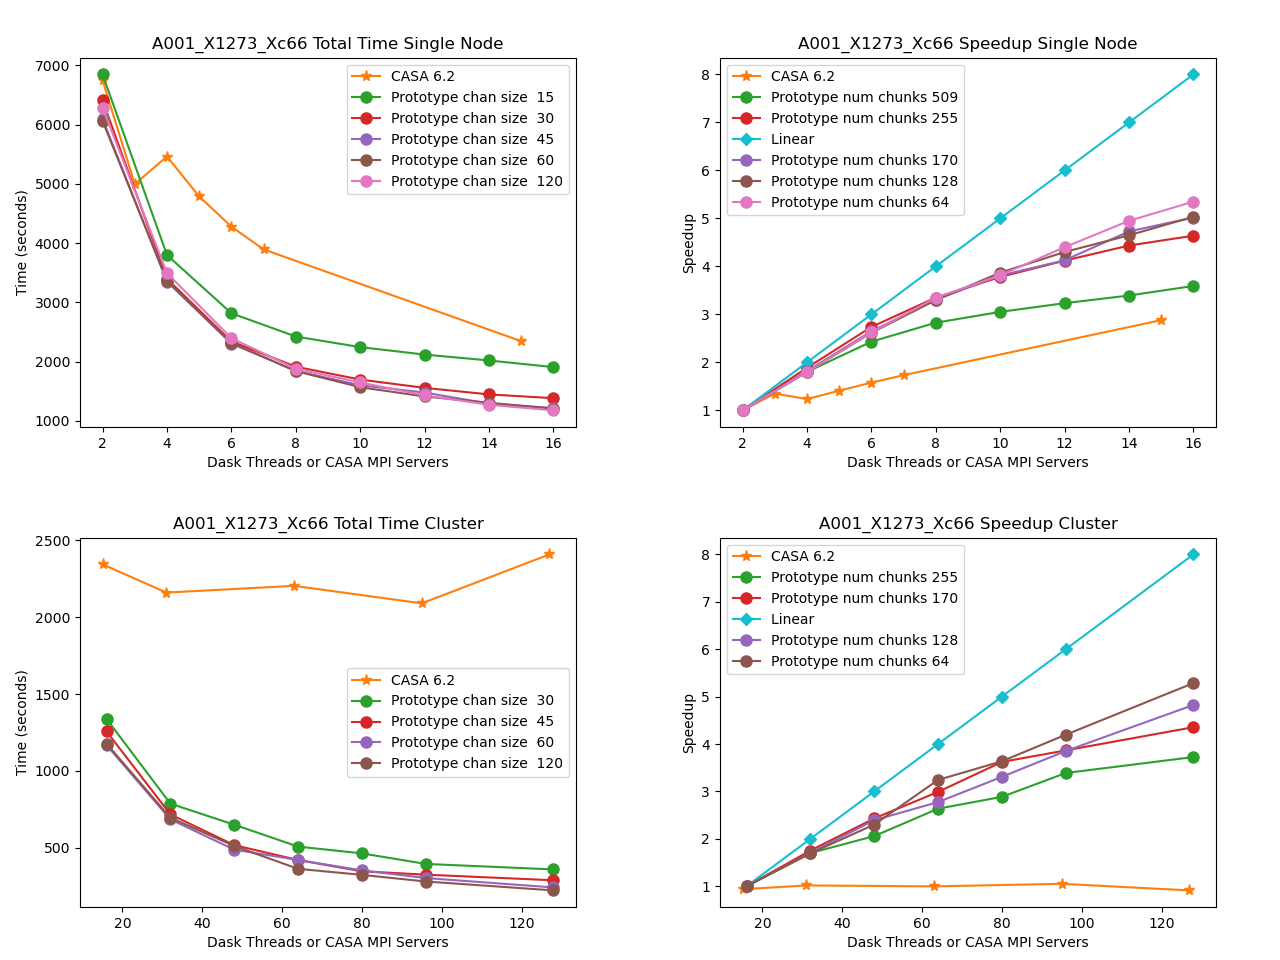 A001_X1273_Xc66 Total Time Single Node
7000
6000
5000
4000
3000
2000
1000
Time (seconds)
CASA 6.2
Prototype chan size 15
Prototype chan size 30
Prototype chan size 45
Prototype chan size 60
Prototype chan size 120
2 4 6 8 10 12 14 16
Dask Threads or CASA MPI Servers
A001_X1273_Xc66 Speedup Single Node
8
7
6
5
4
3
2
1
Speedup
CASA 6.2
Prototype num chunks 509
Prototype num chunks 255
Linear
Prototype num chunks 170
Prototype num chunks 128
Prototype num chunks 64
2 4 6 8 10 12 14 16
Dask Threads or CASA MPI Servers
A001_X1273_Xc66 Total Time Cluster
2500
2000
1500
1000
500
Time (seconds)
CASA 6.2
Prototype chan size 30
Prototype chan size 45
Prototype chan size 60
Prototype chan size 120
20 40 60 80 100 120
Dask Threads or CASA MPI Servers
A001_X1273_Xc66 Speedup Cluster
8
7
6
5
4
3
2
1
Speedup
CASA 6.2
Prototype num chunks 255
Prototype num chunks 170
Linear
Prototype num chunks 128
Prototype num chunks 64
20 40 60 80 100 120
Dask Threads or CASA MPI Servers